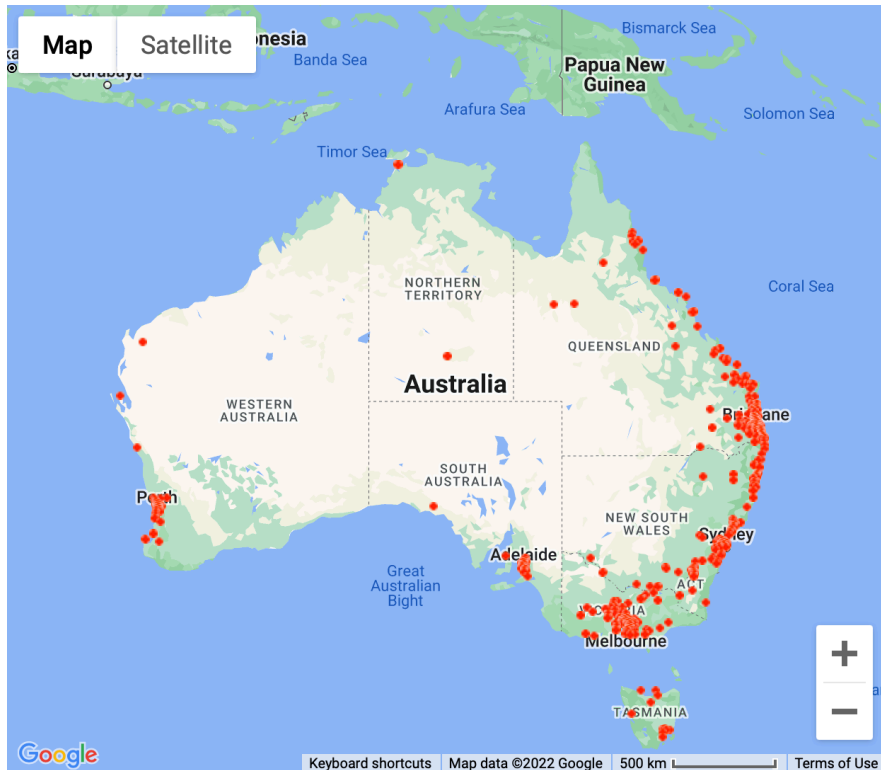 Map
Satellite
onesia
Bismarck Sea
Banda Sea
Papua New
Guinea
Surabaya
Arafura Sea
Solomon Sea
Timor Sea
NORTHERN
TERRITORY
Coral Sea
QUEENSLAND
Australia
WESTERN
AUSTRALIA
Brisbane
SOUTH
AUSTRALIA
Perth
NEW SOUTH
WALES
Sydney
Adelaide
Great
Australian
Bight
ACT
VICTORIA
Melbourne
TASMANIA
Google
Keyboard shortcuts
Map data ©2022 Google
500 km
Terms of Use